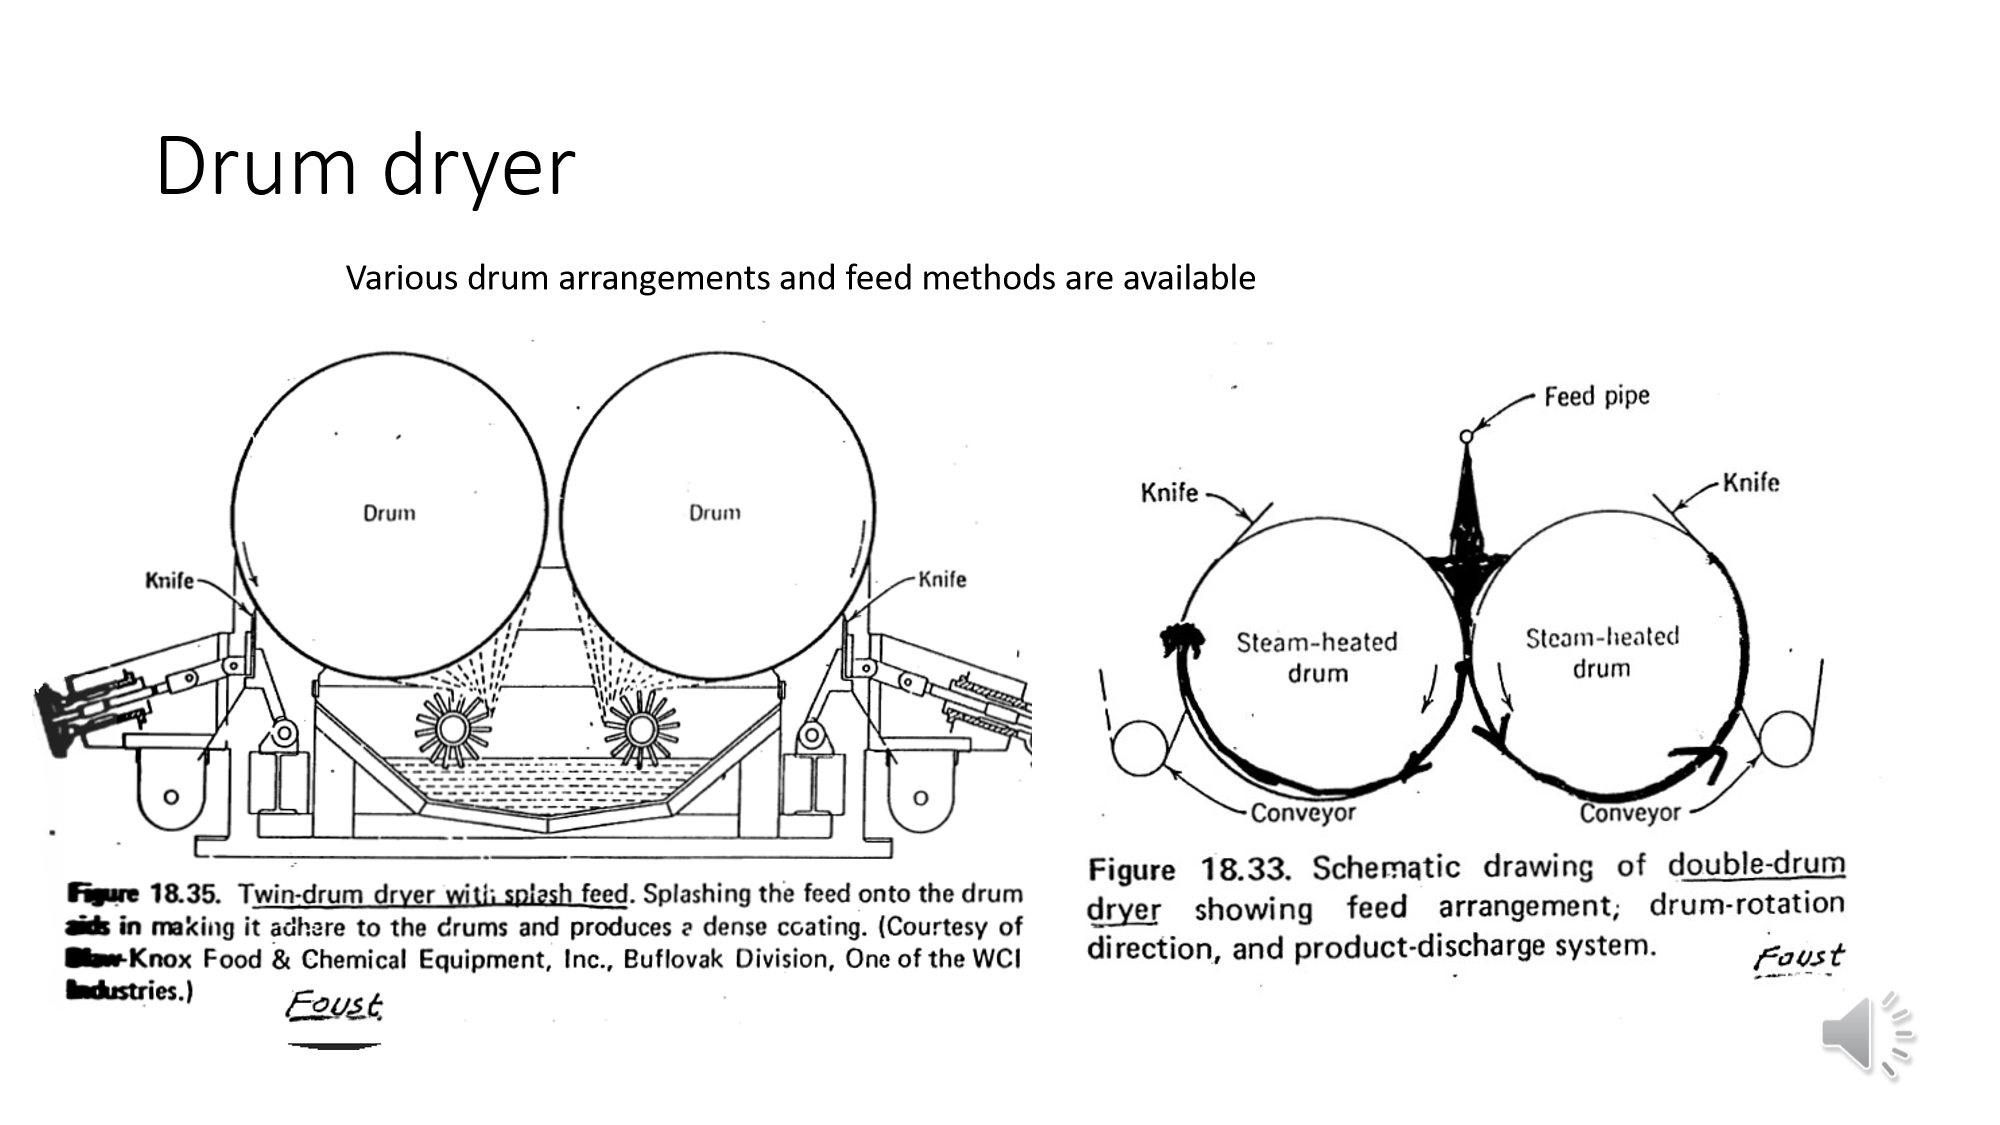 Drum dryer
Various drum arrangements and feed methods are available
Drum
Drum
Knife
Knife
Figure 18.35. Twin-drum dryer with splash feed. Splashing the feed onto the drum
aids in making it adhere to the drums and produces a dense coating. (Courtesy of
Blaw-Knox Food & Chemical Equipment, Inc., Buflovak Division, One of the WCI
Industries.)
Foust
Feed pipe
Knife
Knife
Steam-heated
drum
Steam-heated
drum
Conveyor
Conveyor
Figure 18.33. Schematic drawing of double-drum
dryer showing feed arrangement, drum-rotation
direction, and product-discharge system.
Foust